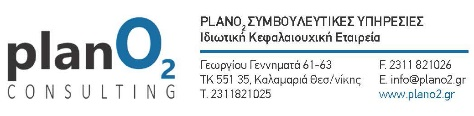 planO2
CONSULTING
PLANO2 ΣΥΜΒΟΥΛΕΥΤΙΚΕΣ ΥΠΗΡΕΣΙΕΣ
Ιδιωτική Κεφαλαιουχική Εταιρεία
Γεωργίου Γεννηματά 61-63
ΤΚ 551 35, Καλαμαριά Θεσ/νίκης
Τ. 2311821025
F. 2311 821026
E. info@plano2.gr
www.plano2.gr